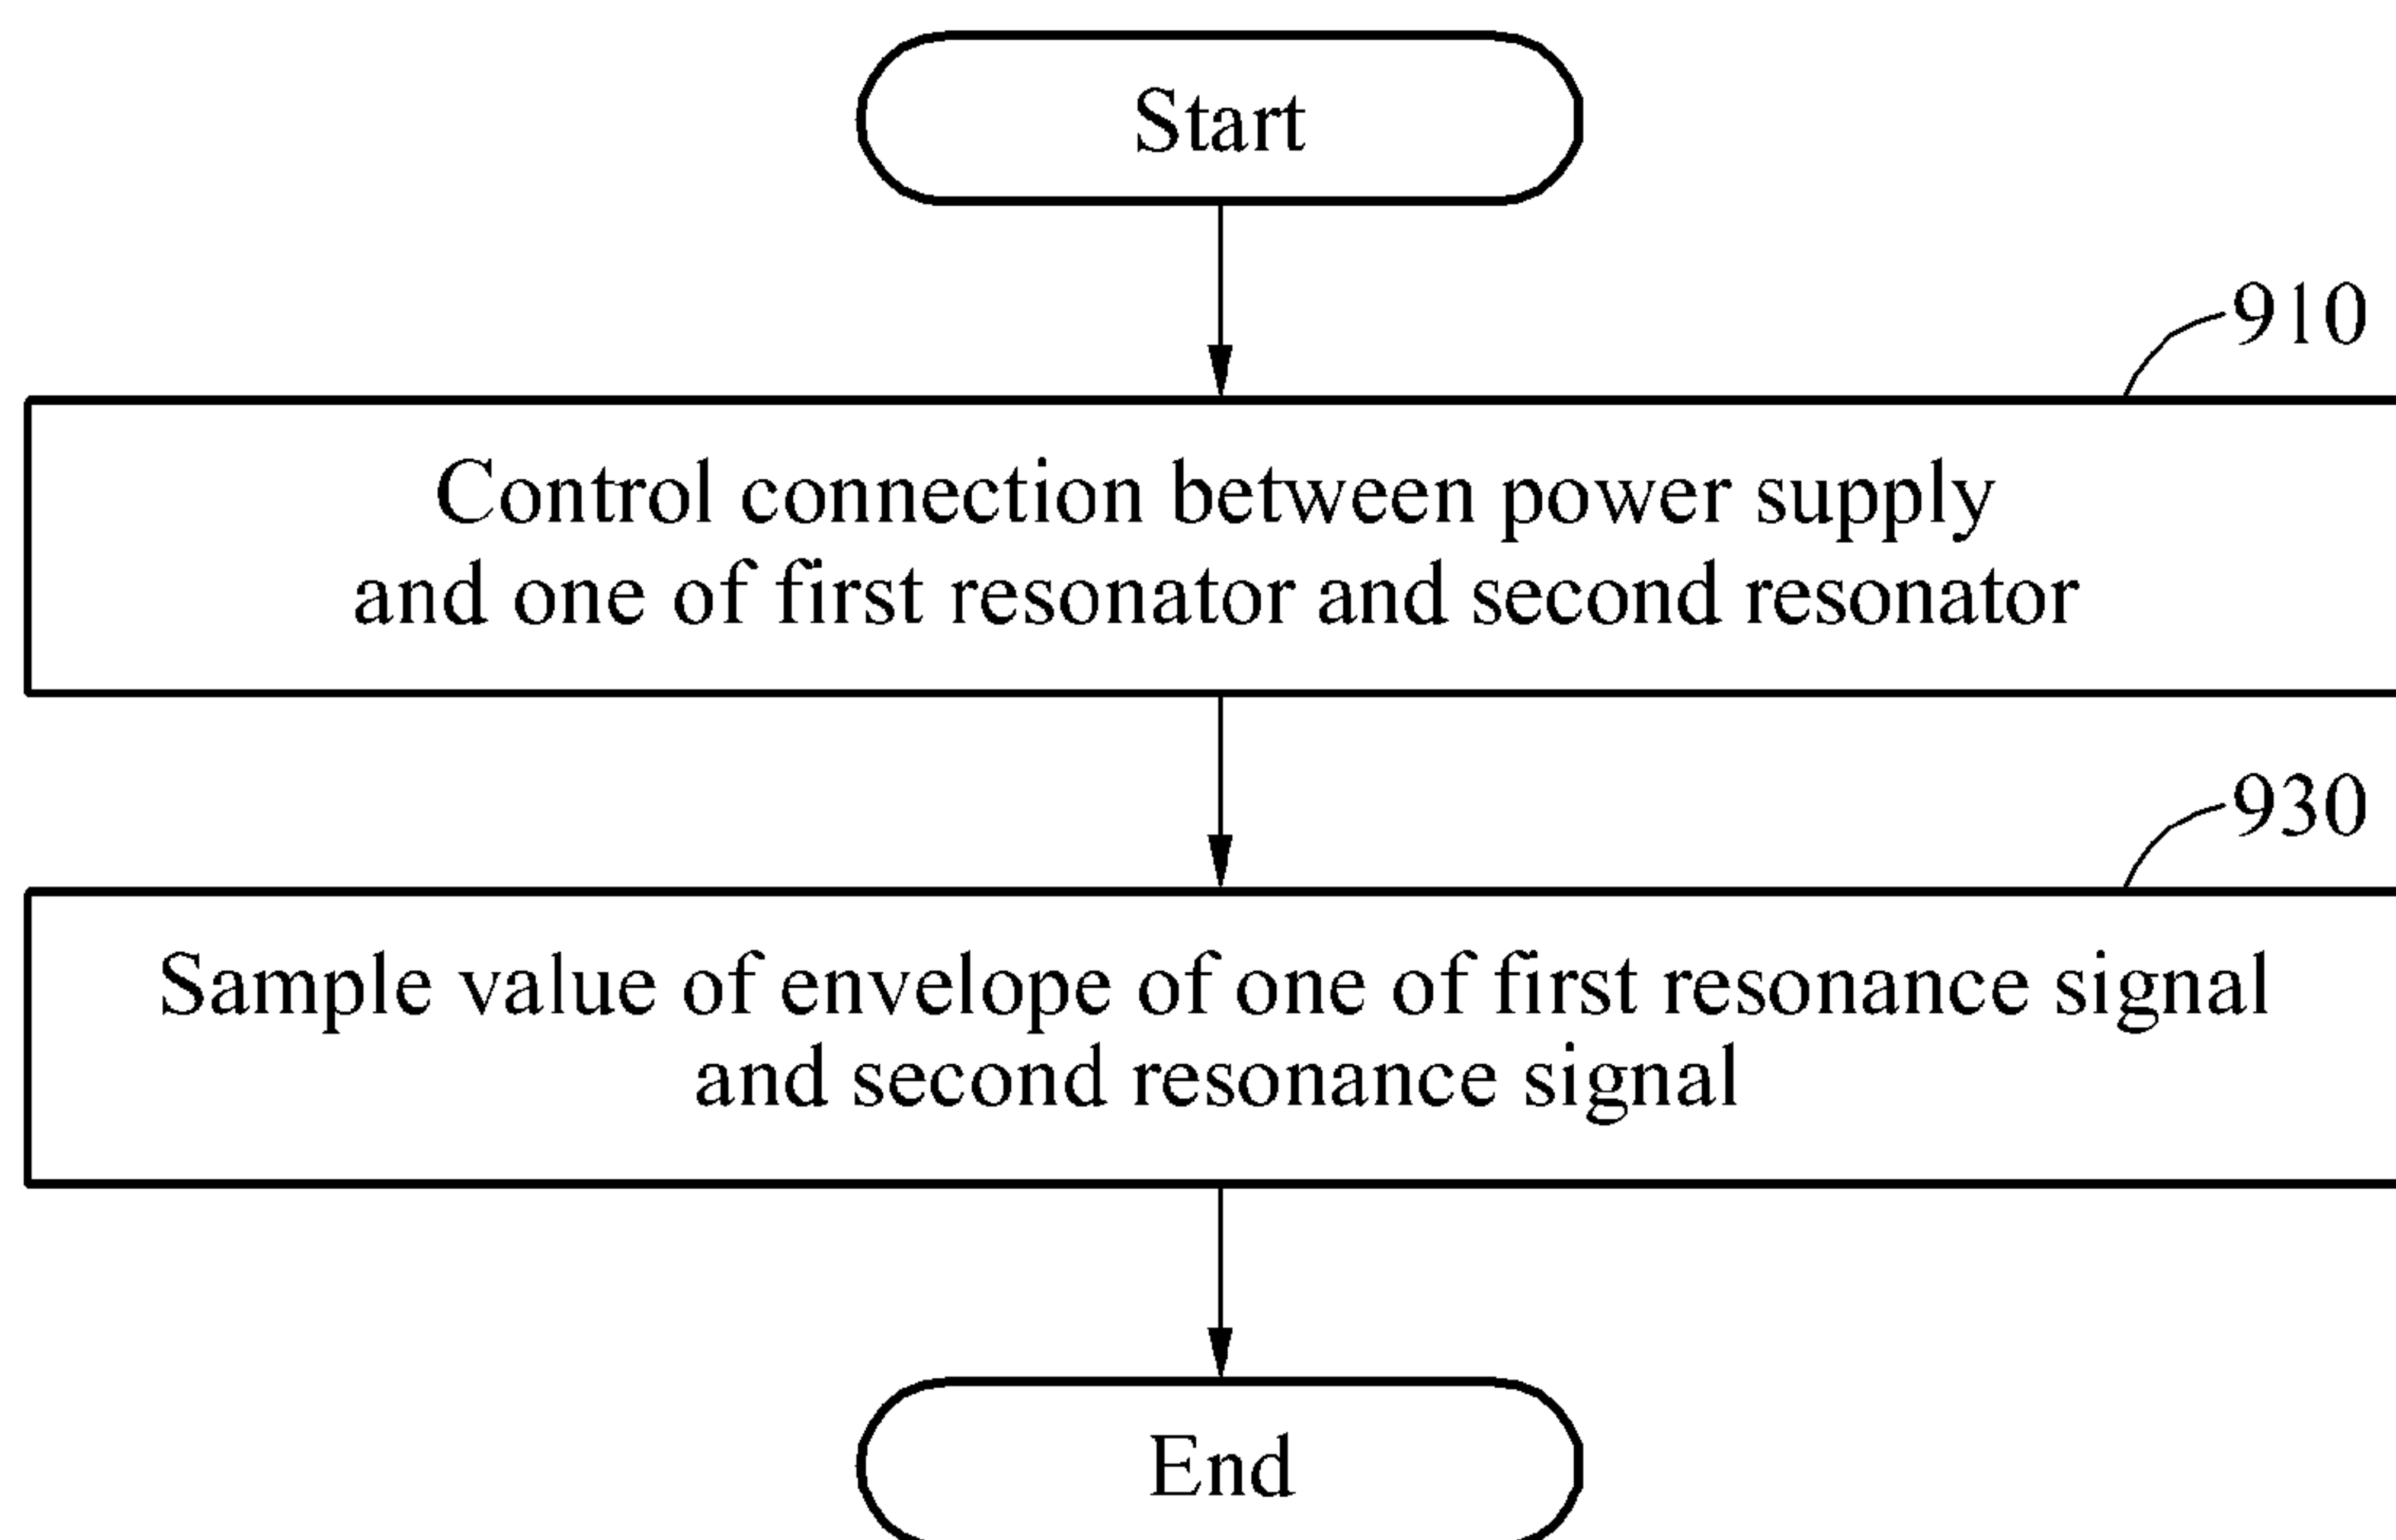 Start
910
Control connection between power supply
and one of first resonator and second resonator
930
Sample value of envelope of one of first resonance signal
and second resonance signal
End